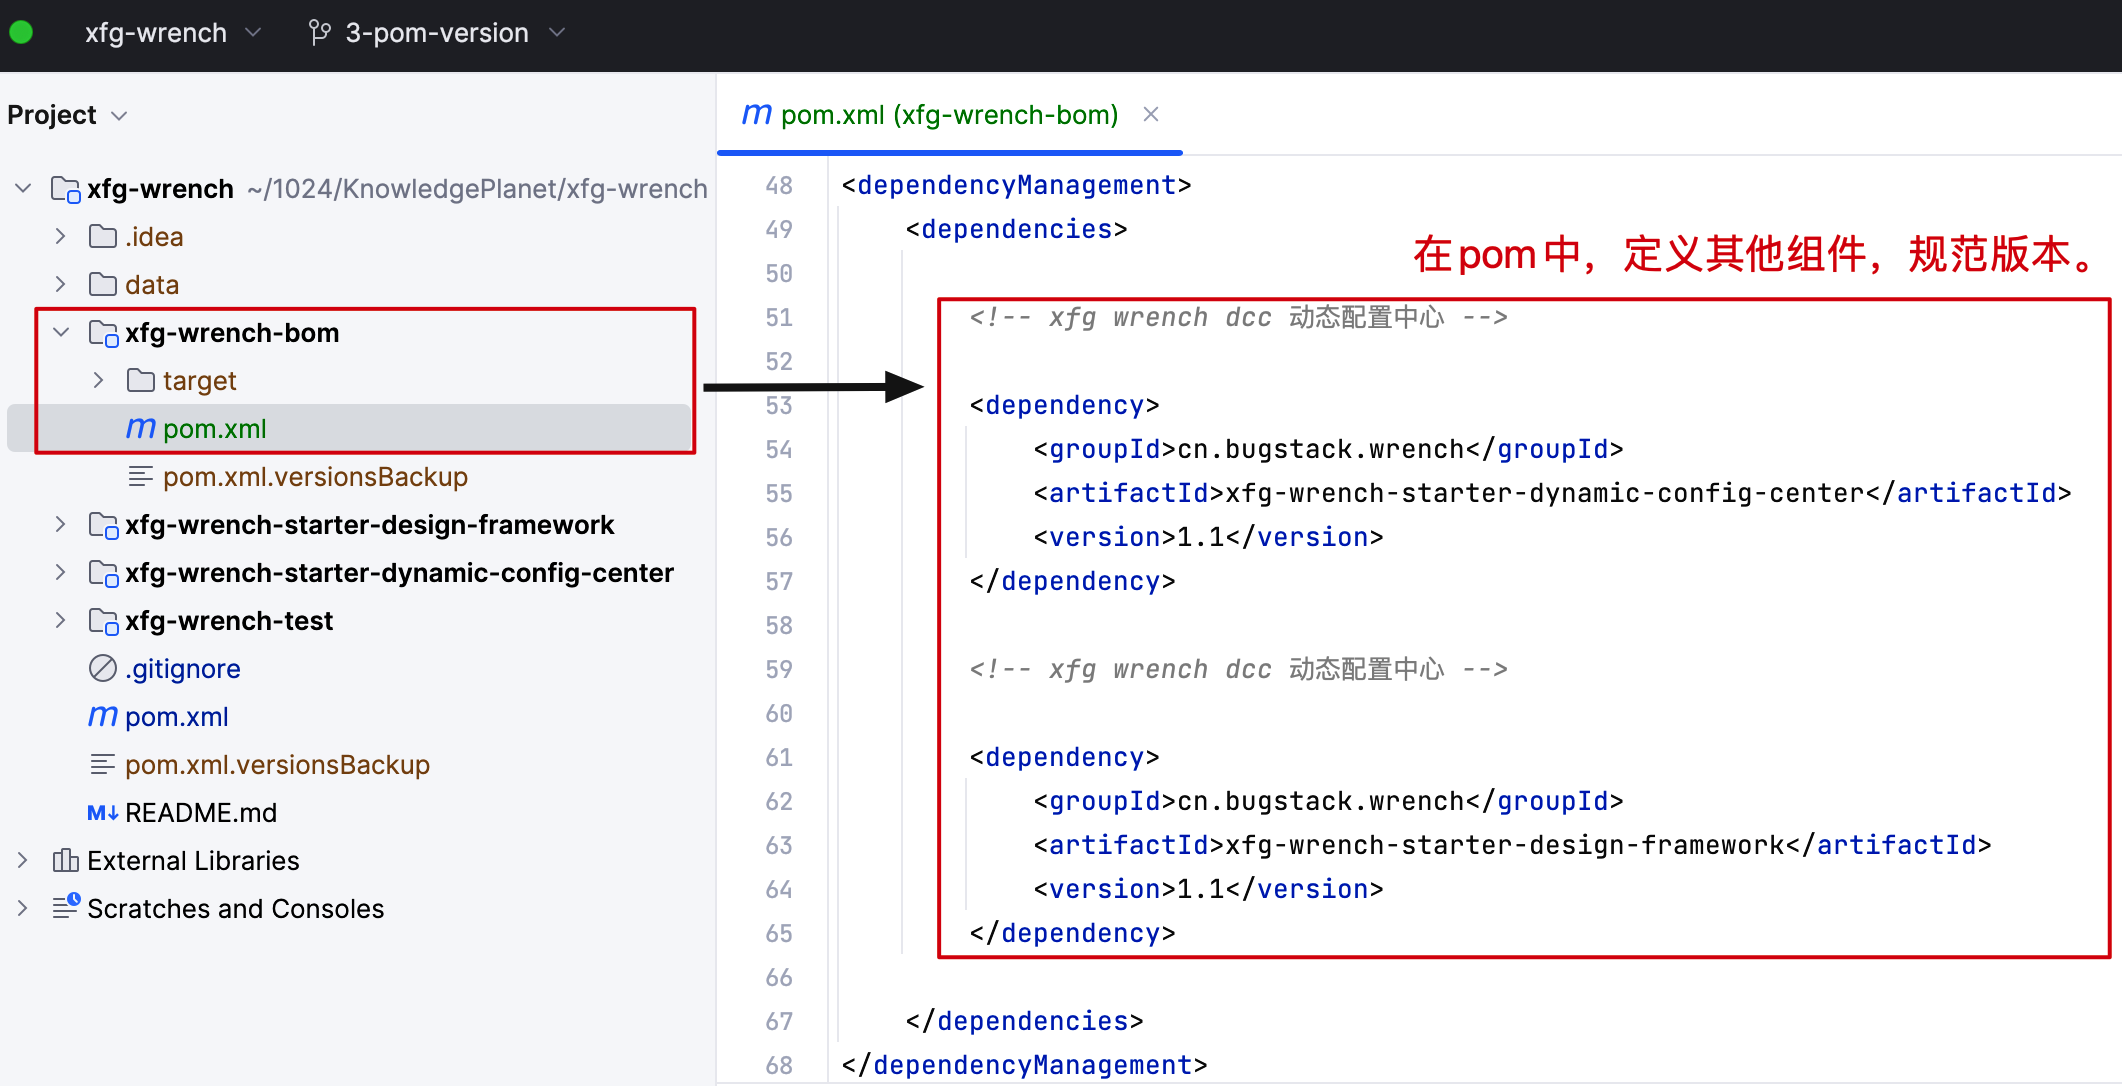 xfg-wrench
3-pom-version
Project
xfg-wrench ~/1024/KnowledgePlanet/xfg-wrench
.idea
data
xfg-wrench-bom
target
pom.xml
pom.xml.versionsBackup
xfg-wrench-starter-design-framework
xfg-wrench-starter-dynamic-config-center
xfg-wrench-test
.gitignore
pom.xml
pom.xml.versionsBackup
README.md
External Libraries
Scratches and Consoles
pom.xml (xfg-wrench-bom)
在pom中，定义其他组件，规范版本。
48 <dependencyManagement>
49 <dependencies>
50
51 <!-- xfg wrench dcc 动态配置中心 -->
52
53 <dependency>
54 <groupId>cn.bugstack.wrench</groupId>
55 <artifactId>xfg-wrench-starter-dynamic-config-center</artifactId>
56 <version>1.1</version>
57 </dependency>
58
59 <!-- xfg wrench dcc 动态配置中心 -->
60
61 <dependency>
62 <groupId>cn.bugstack.wrench</groupId>
63 <artifactId>xfg-wrench-starter-design-framework</artifactId>
64 <version>1.1</version>
65 </dependency>
66
67 </dependencies>
68 </dependencyManagement>